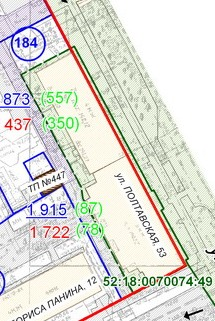 184
873 (557)
437 (350)
ТП №447
ул. ПОЛТАВСКАЯ, 53
1 915 (87)
1 722 (78)
52:18:0070074:49
БОРИСА ПАНИНА, 12